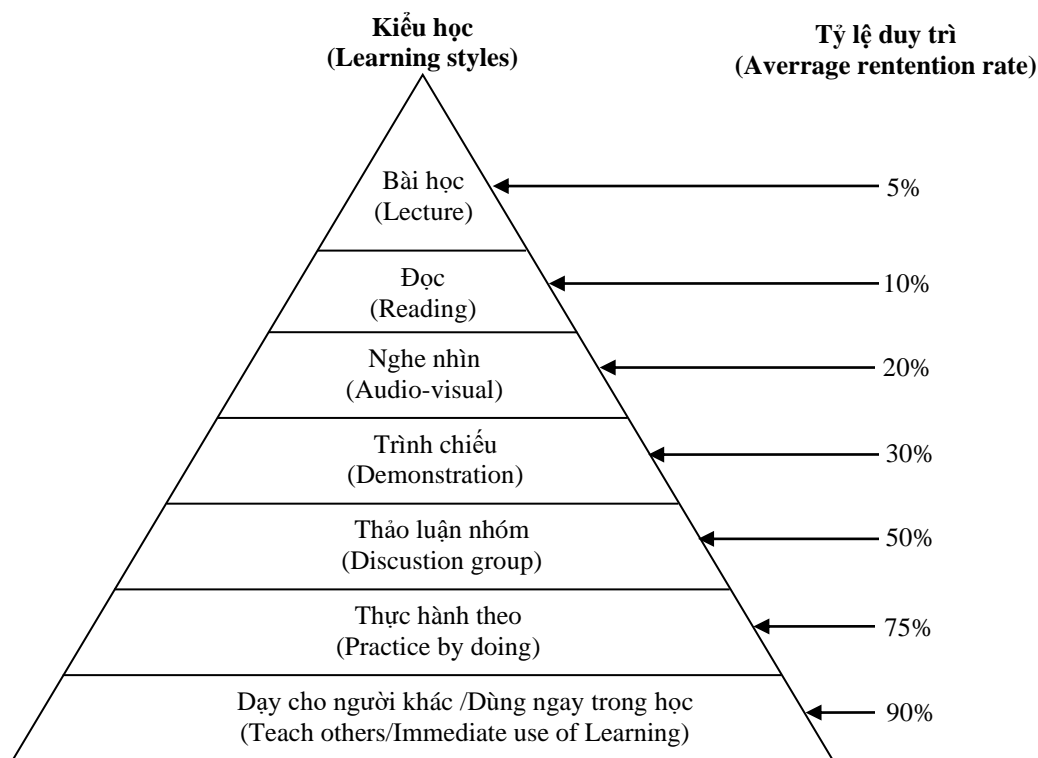 Kiểu học
(Learning styles)
Tỷ lệ duy trì
(Averrage rentention rate)
Bài học
(Lecture)
5%
Đọc
(Reading)
10%
Nghe nhìn
(Audio-visual)
20%
Trình chiếu
(Demonstration)
30%
Thảo luận nhóm
(Discustion group)
50%
Thực hành theo
(Practice by doing)
75%
Dạy cho người khác /Dùng ngay trong học
(Teach others/Immediate use of Learning)
90%